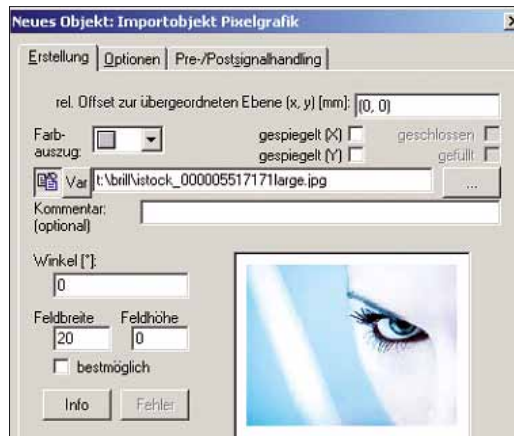 Neues Objekt: Importobjekt Pixelgrafik
Erstellung Optionen Pre-/Postsignalhandling
rel. Offset zur übergeordneten Ebene (x, y) [mm]: (0, 0)
Farb-
auszug:
gespiegelt (X) geschlossen
gespiegelt (Y) gefüllt
Var t:\brill\istock_000005517171large.jpg ...
Kommentar:
(optional)
Winkel [°]:
0
Feldbreite Feldhöhe
20 0
bestmöglich
Info Fehler